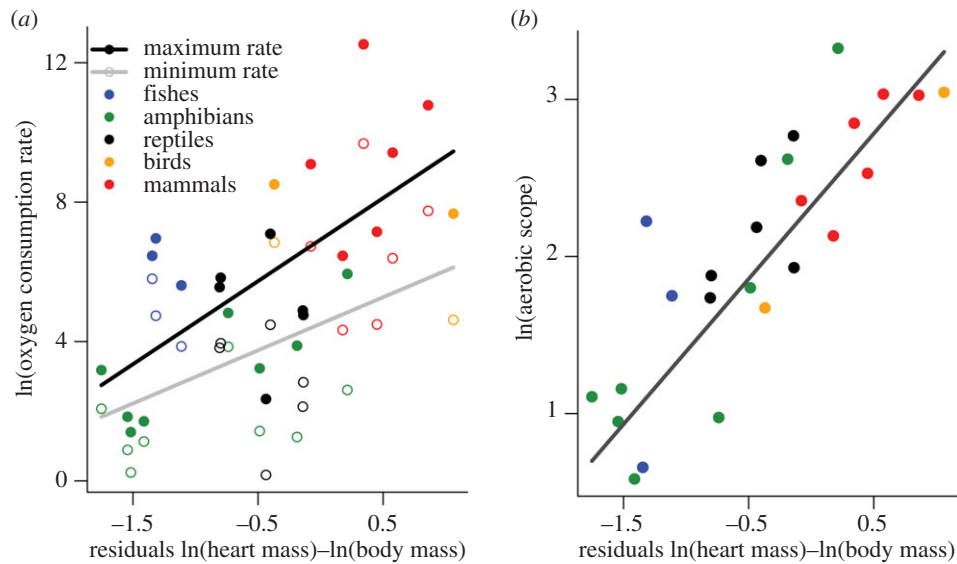 (a)
12
8
4
0
ln(oxygen consumption rate)
maximum rate
minimum rate
fishes
amphibians
reptiles
birds
mammals
–1.5
–0.5
0.5
residuals ln(heart mass)–ln(body mass)
(b)
3
2
1
ln(aerobic scope)
–1.5
–0.5
0.5
residuals ln(heart mass)–ln(body mass)